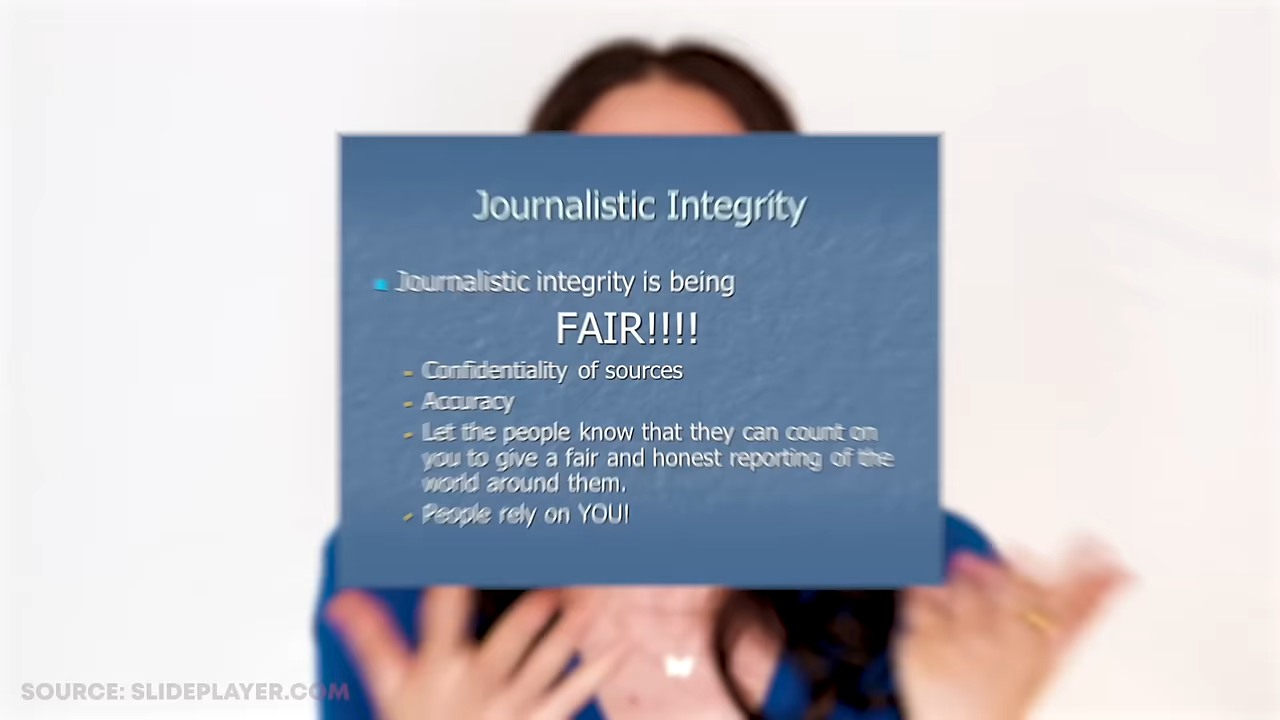 Journalistic Integrity
Journalistic integrity is being
FAIR!!!!
Confidentiality of sources
Accuracy
Let the people know that they can count on
you to give a fair and honest reporting of the
world around them.
People rely on YOU!
SOURCE: SLIDEPLAYER.COM